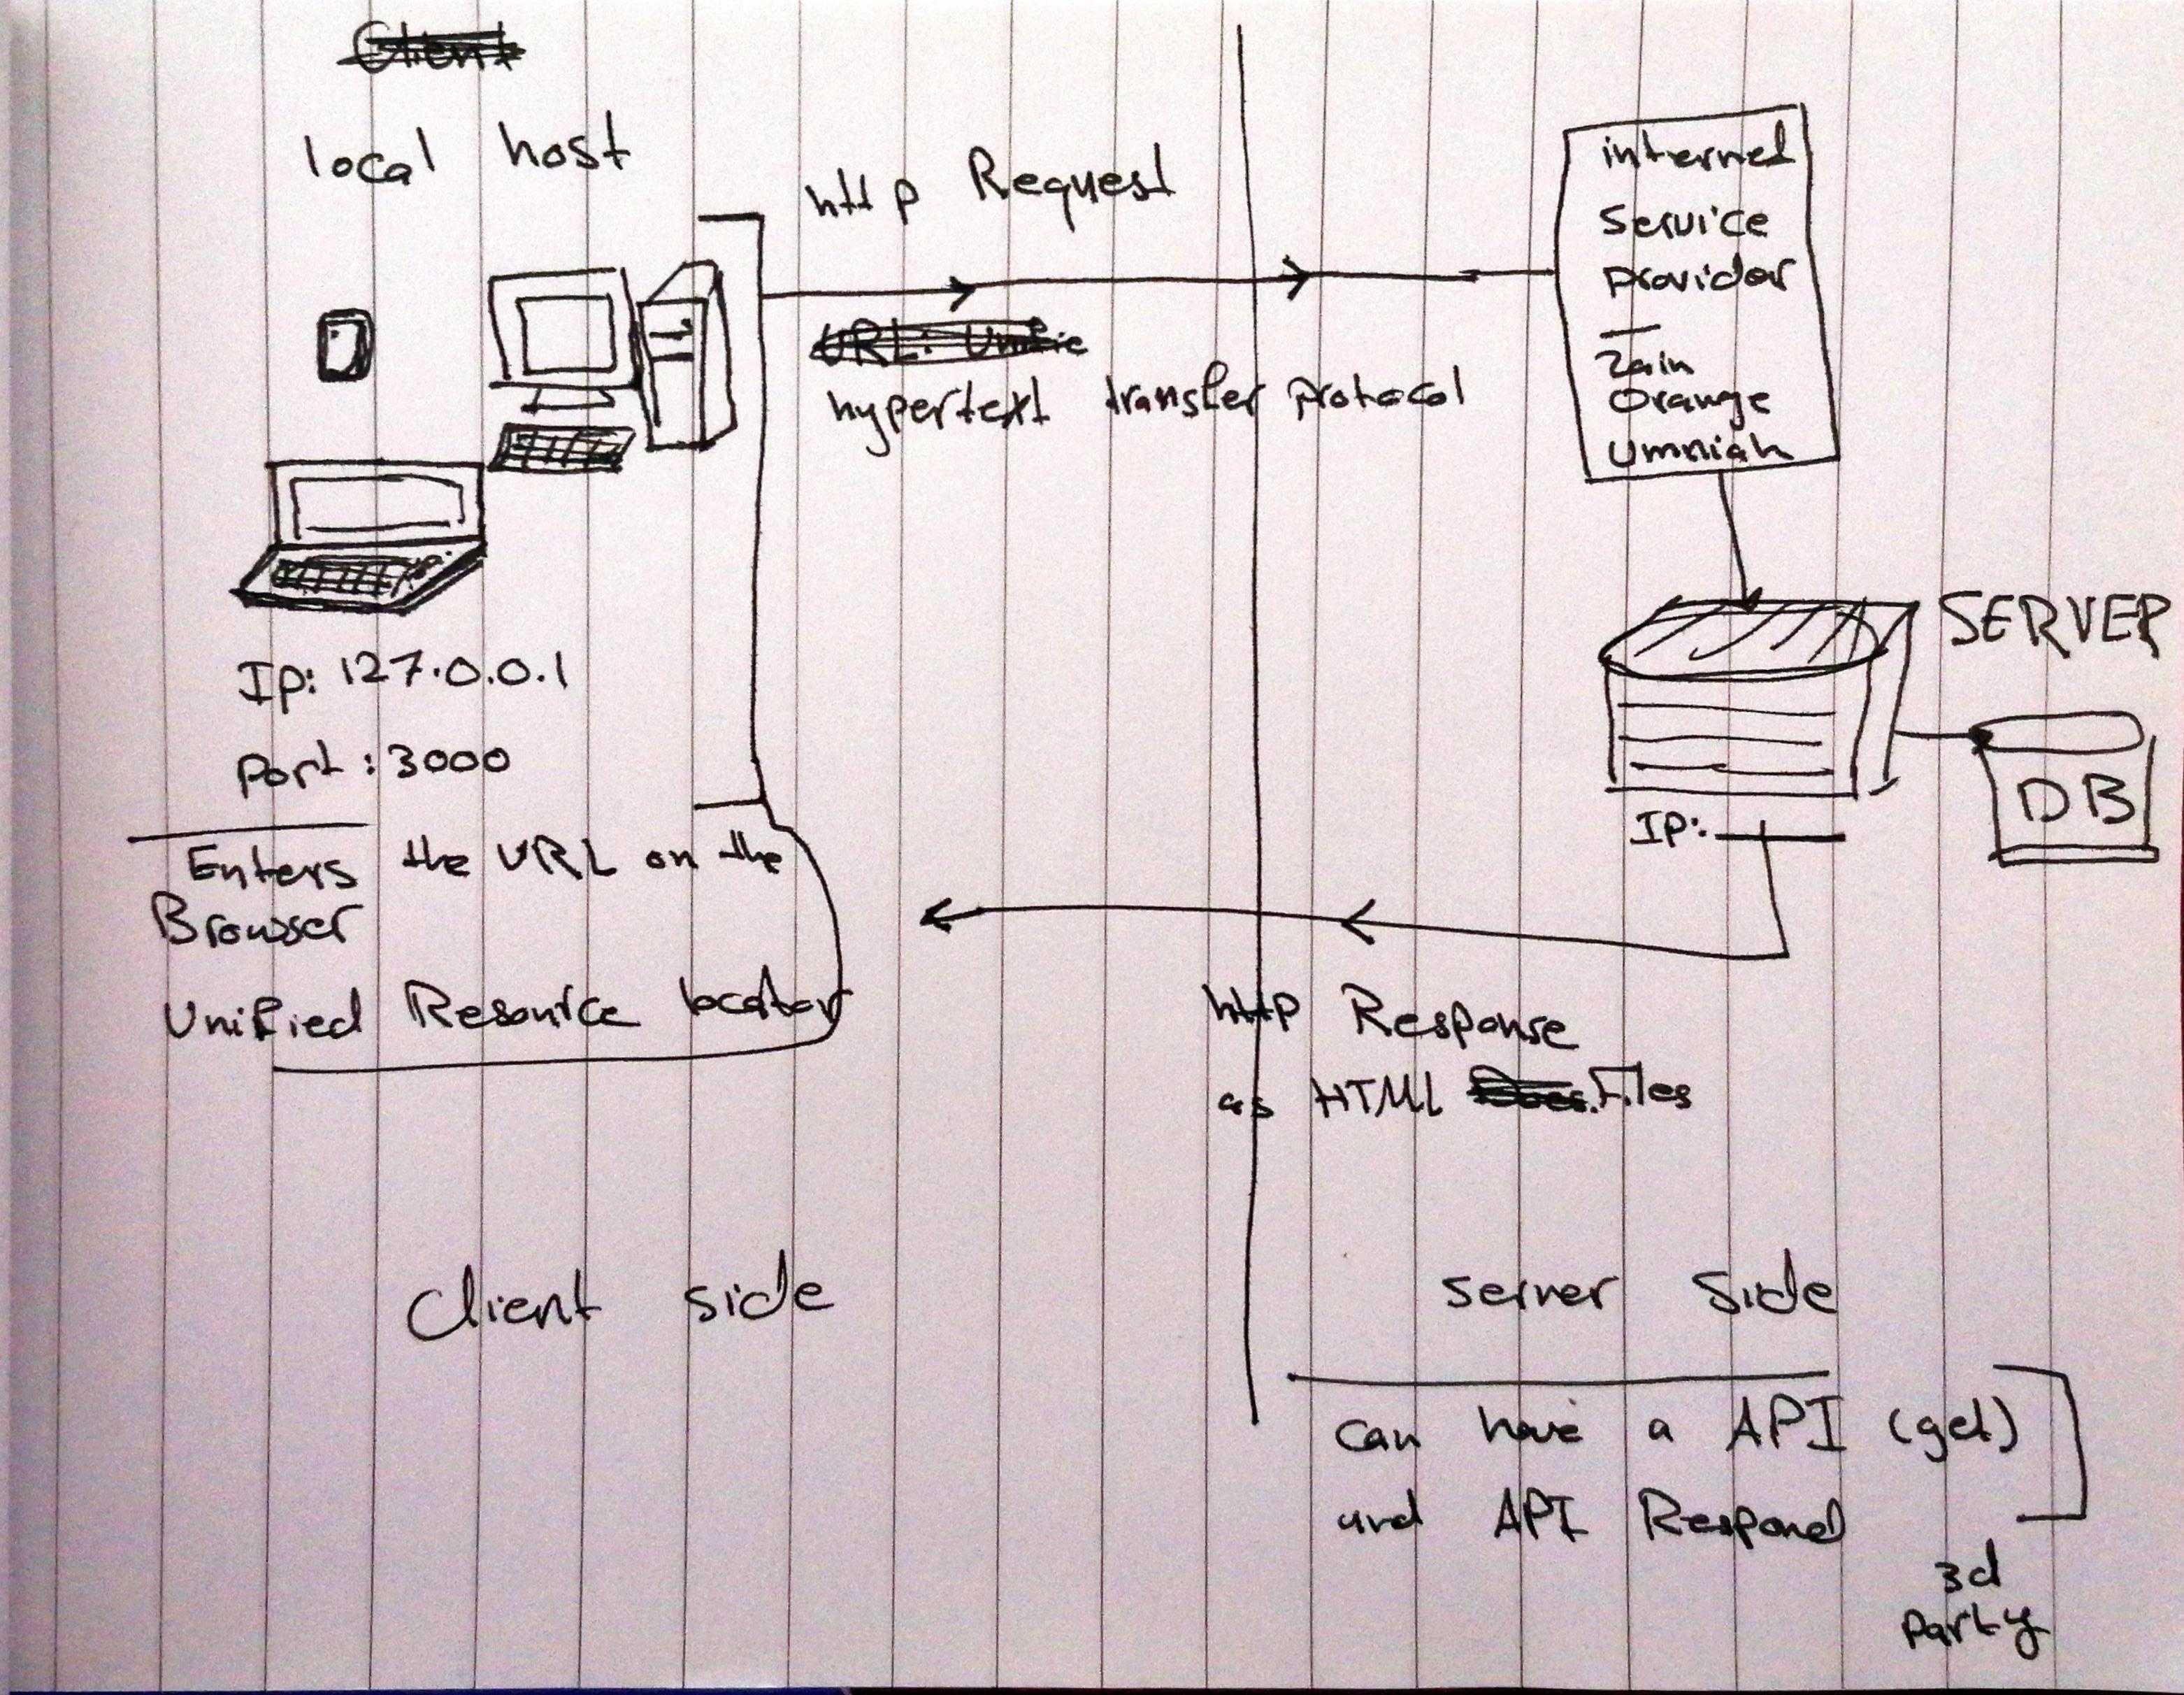 Client
local host
http Request
URL: Unifie
hypertext transfer protocol
internet
service
provider
Zain
Orange
Umniah
SERVER
DB
IP:
Ip: 127.0.0.1
Port : 3000
Enters the URL on the
Browser
Unified Resource locator
http Response
as HTML Docs. Files
Client side
server side
can have a API (get)
and API Respond
3d
party